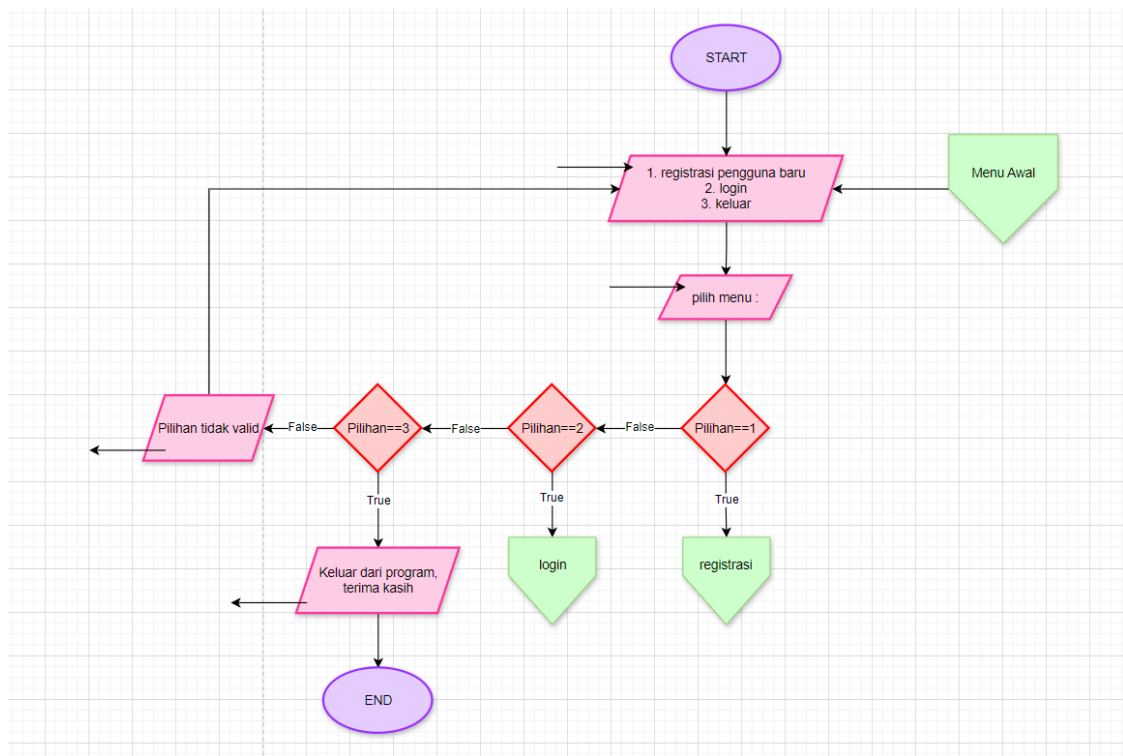 START
1. registrasi pengguna baru
2. login
3. keluar
Menu Awal
pilih menu :
Pilihan tidak valid
False
Pilihan==3
False
Pilihan==2
False
Pilihan==1
True
True
True
Keluar dari program,
terima kasih
login
registrasi
END